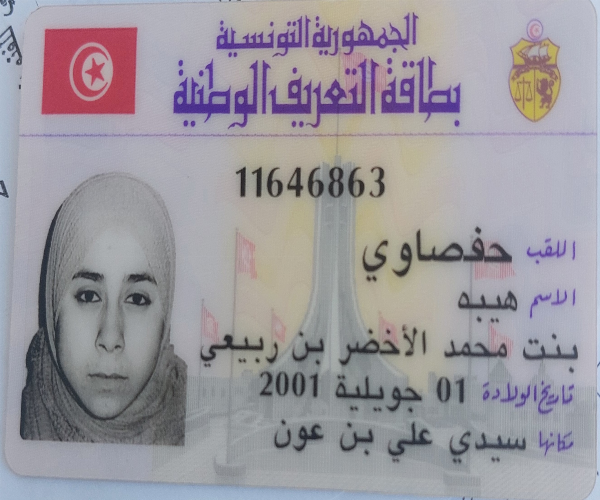 الجمهورية التونسية
بطاقة التعريف الوطنية
11646863
اللقب حفصاوي
الاسم هيبه
بنت محمد الأخضر بن ربيعي
تاريخ الولادة 01 جويلية 2001
مكانها سيدي علي بن عون